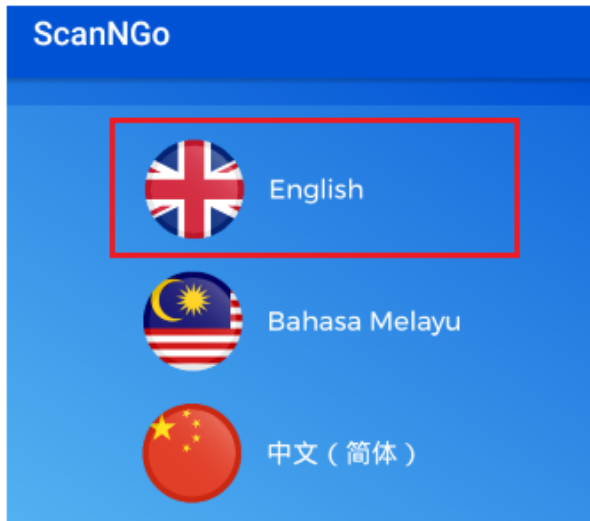 ScanNGo
English
Bahasa Melayu
中文（简体）